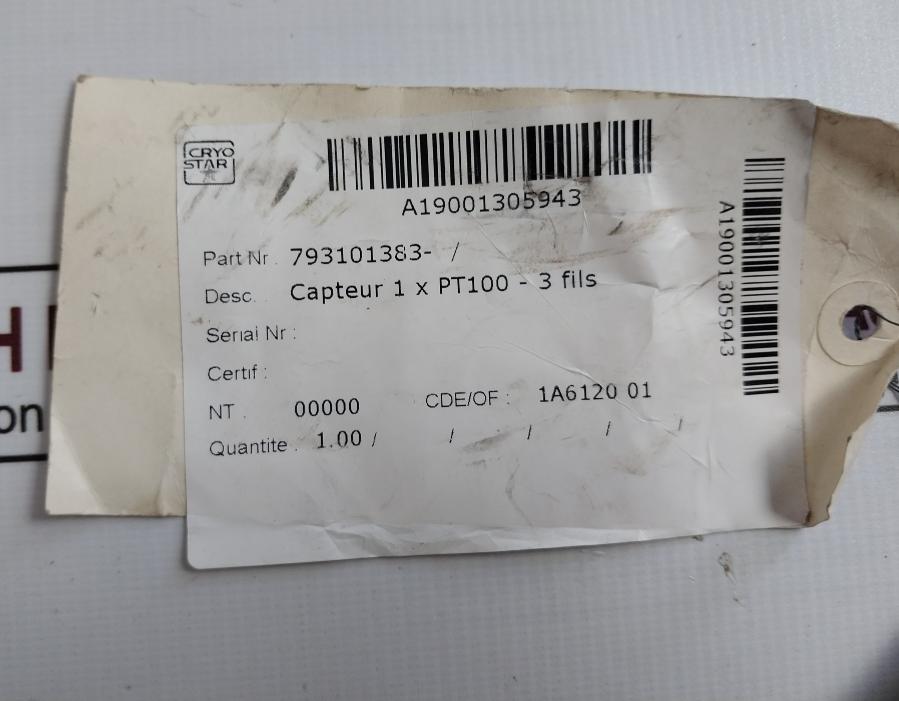 CRYO
STAR
A19001305943
Part Nr . 793101383- /
Desc. . Capteur 1 x PT100 - 3 fils
Serial Nr :
Certif :
NT . 00000 CDE/OF : 1A6120 01
Quantite . 1.00 / / / / /
A19001305943
H
on